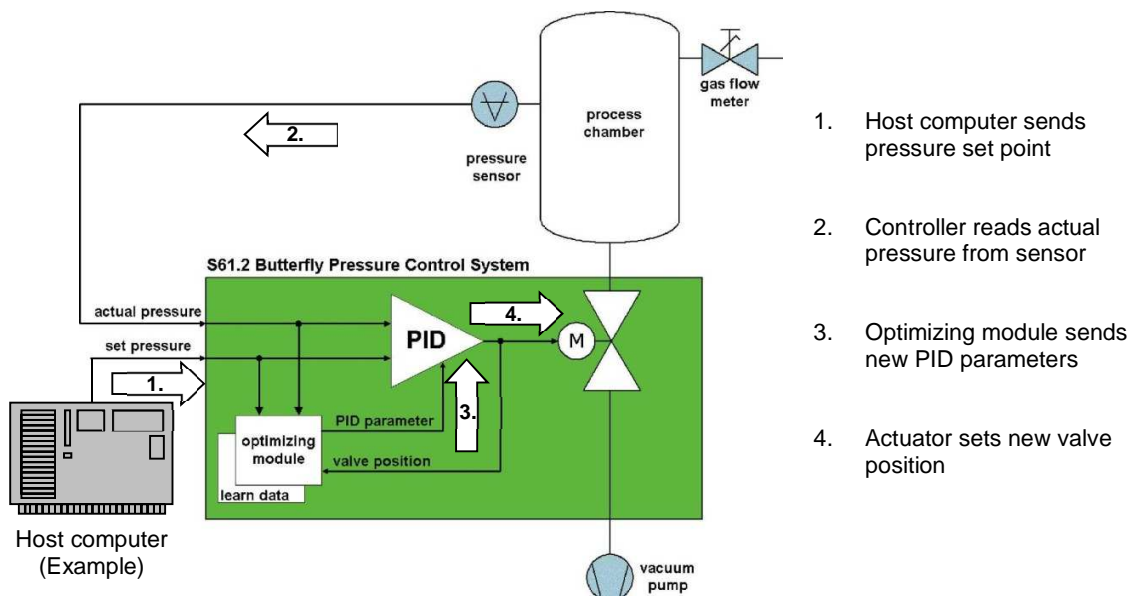 gas flow
meter
process
chamber
2.
pressure
sensor
S61.2 Butterfly Pressure Control System
actual pressure
4.
PID
M
set pressure
1.
3.
PID parameter
optimizing
module
valve position
learn data
Host computer
(Example)
vacuum
pump
1. Host computer sends
pressure set point
2. Controller reads actual
pressure from sensor
3. Optimizing module sends
new PID parameters
4. Actuator sets new valve
position